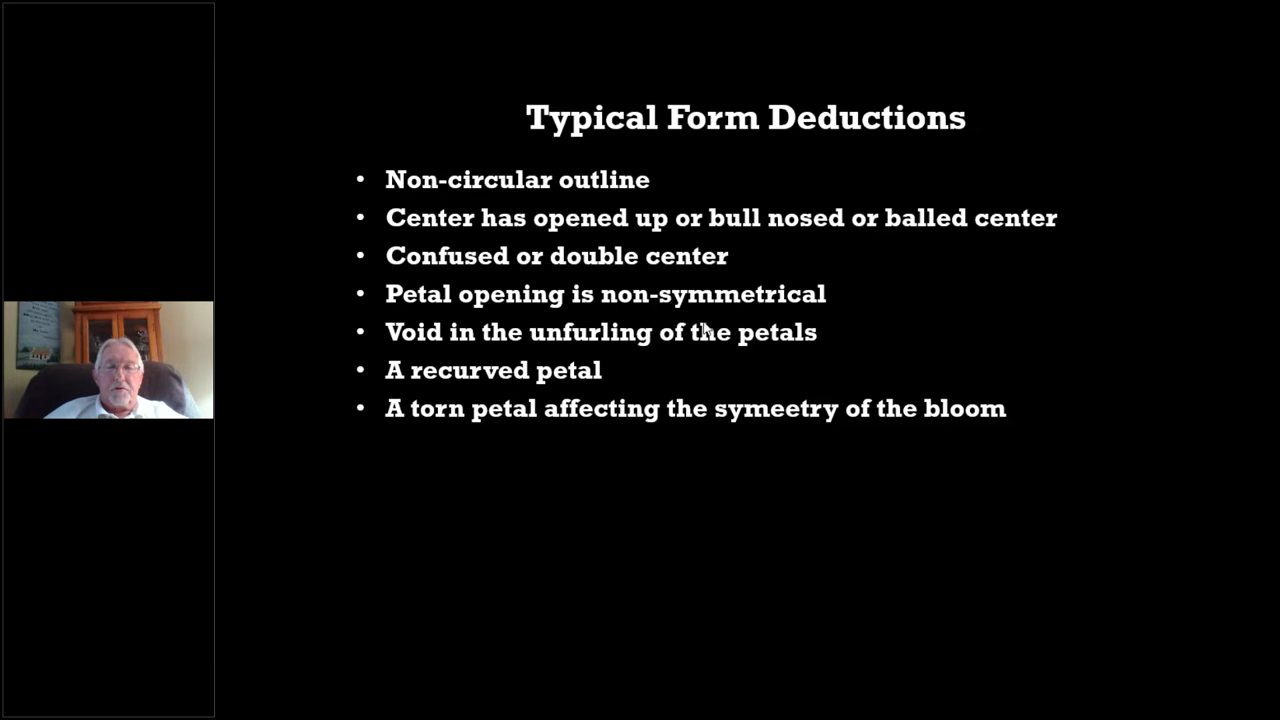 Typical Form Deductions
• Non-circular outline
• Center has opened up or bull nosed or balled center
• Confused or double center
• Petal opening is non-symmetrical
• Void in the unfurling of the petals
• A recurved petal
• A torn petal affecting the symeetry of the bloom